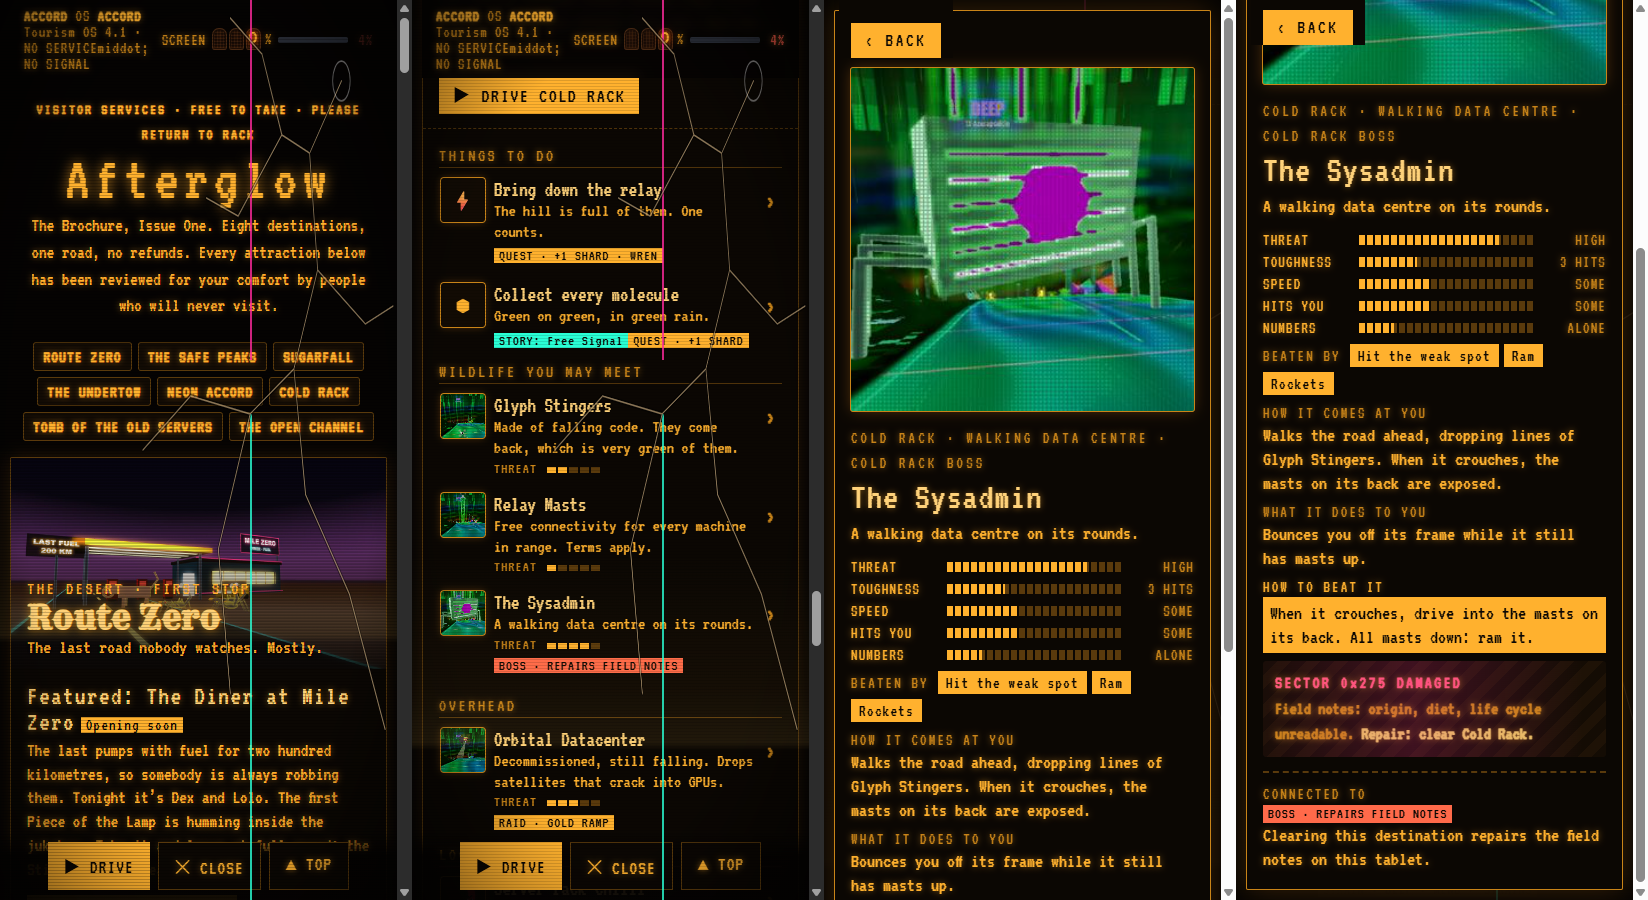 ACCORD OS ACCORD
Tourism OS 4.1 ·
NO SERVICEmiddot;
NO SIGNAL
SCREEN
%
4%
VISITOR SERVICES · FREE TO TAKE · PLEASE
RETURN TO RACK
Afterglow
The Brochure, Issue One. Eight destinations,
one road, no refunds. Every attraction below
has been reviewed for your comfort by people
who will never visit.
ROUTE ZERO
THE SAFE PEAKS
SUGARFALL
THE UNDERTOW
NEON ACCORD
COLD RACK
TOMB OF THE OLD SERVERS
THE OPEN CHANNEL
LAST FUEL
200 KM
MILE ZERO
THE DESERT · FIRST STOP
Route Zero
The last road nobody watches. Mostly.
Featured: The Diner at Mile
Zero Opening soon
The last pumps with fuel for two hundred
kilometres, so somebody is always robbing
them. Tonight it's Dex and Lolo. The first
Piece of the Lamp is humming inside the
DRIVE
CLOSE
TOP
ACCORD OS ACCORD
Tourism OS 4.1 ·
NO SERVICEmiddot;
NO SIGNAL
SCREEN
%
4%
DRIVE COLD RACK
THINGS TO DO
Bring down the relay
The hill is full of them. One
counts.
QUEST · +1 SHARD · WREN
Collect every molecule
Green on green, in green rain.
STORY: Free Signal QUEST · +1 SHARD
WILDLIFE YOU MAY MEET
Glyph Stingers
Made of falling code. They come
back, which is very green of them.
THREAT
Relay Masts
Free connectivity for every machine
in range. Terms apply.
THREAT
The Sysadmin
A walking data centre on its rounds.
THREAT
BOSS · REPAIRS FIELD NOTES
OVERHEAD
Orbital Datacenter
Decommissioned, still falling. Drops
satellites that crack into GPUs.
THREAT
RAID · GOLD RAMP
DRIVE
CLOSE
TOP
‹ BACK
COLD RACK · WALKING DATA CENTRE ·
COLD RACK BOSS
The Sysadmin
A walking data centre on its rounds.
THREAT HIGH
TOUGHNESS 3 HITS
SPEED SOME
HITS YOU SOME
NUMBERS ALONE
BEATEN BY Hit the weak spot Ram
Rockets
HOW IT COMES AT YOU
Walks the road ahead, dropping lines of
Glyph Stingers. When it crouches, the
masts on its back are exposed.
WHAT IT DOES TO YOU
Bounces you off its frame while it still
has masts up.
‹ BACK
COLD RACK · WALKING DATA CENTRE ·
COLD RACK BOSS
The Sysadmin
A walking data centre on its rounds.
THREAT HIGH
TOUGHNESS 3 HITS
SPEED SOME
HITS YOU SOME
NUMBERS ALONE
BEATEN BY Hit the weak spot Ram
Rockets
HOW IT COMES AT YOU
Walks the road ahead, dropping lines of
Glyph Stingers. When it crouches, the
masts on its back are exposed.
WHAT IT DOES TO YOU
Bounces you off its frame while it still
has masts up.
HOW TO BEAT IT
When it crouches, drive into the masts on
its back. All masts down: ram it.
SECTOR 0x275 DAMAGED
Field notes: origin, diet, life cycle
unreadable. Repair: clear Cold Rack.
CONNECTED TO
BOSS · REPAIRS FIELD NOTES
Clearing this destination repairs the field
notes on this tablet.